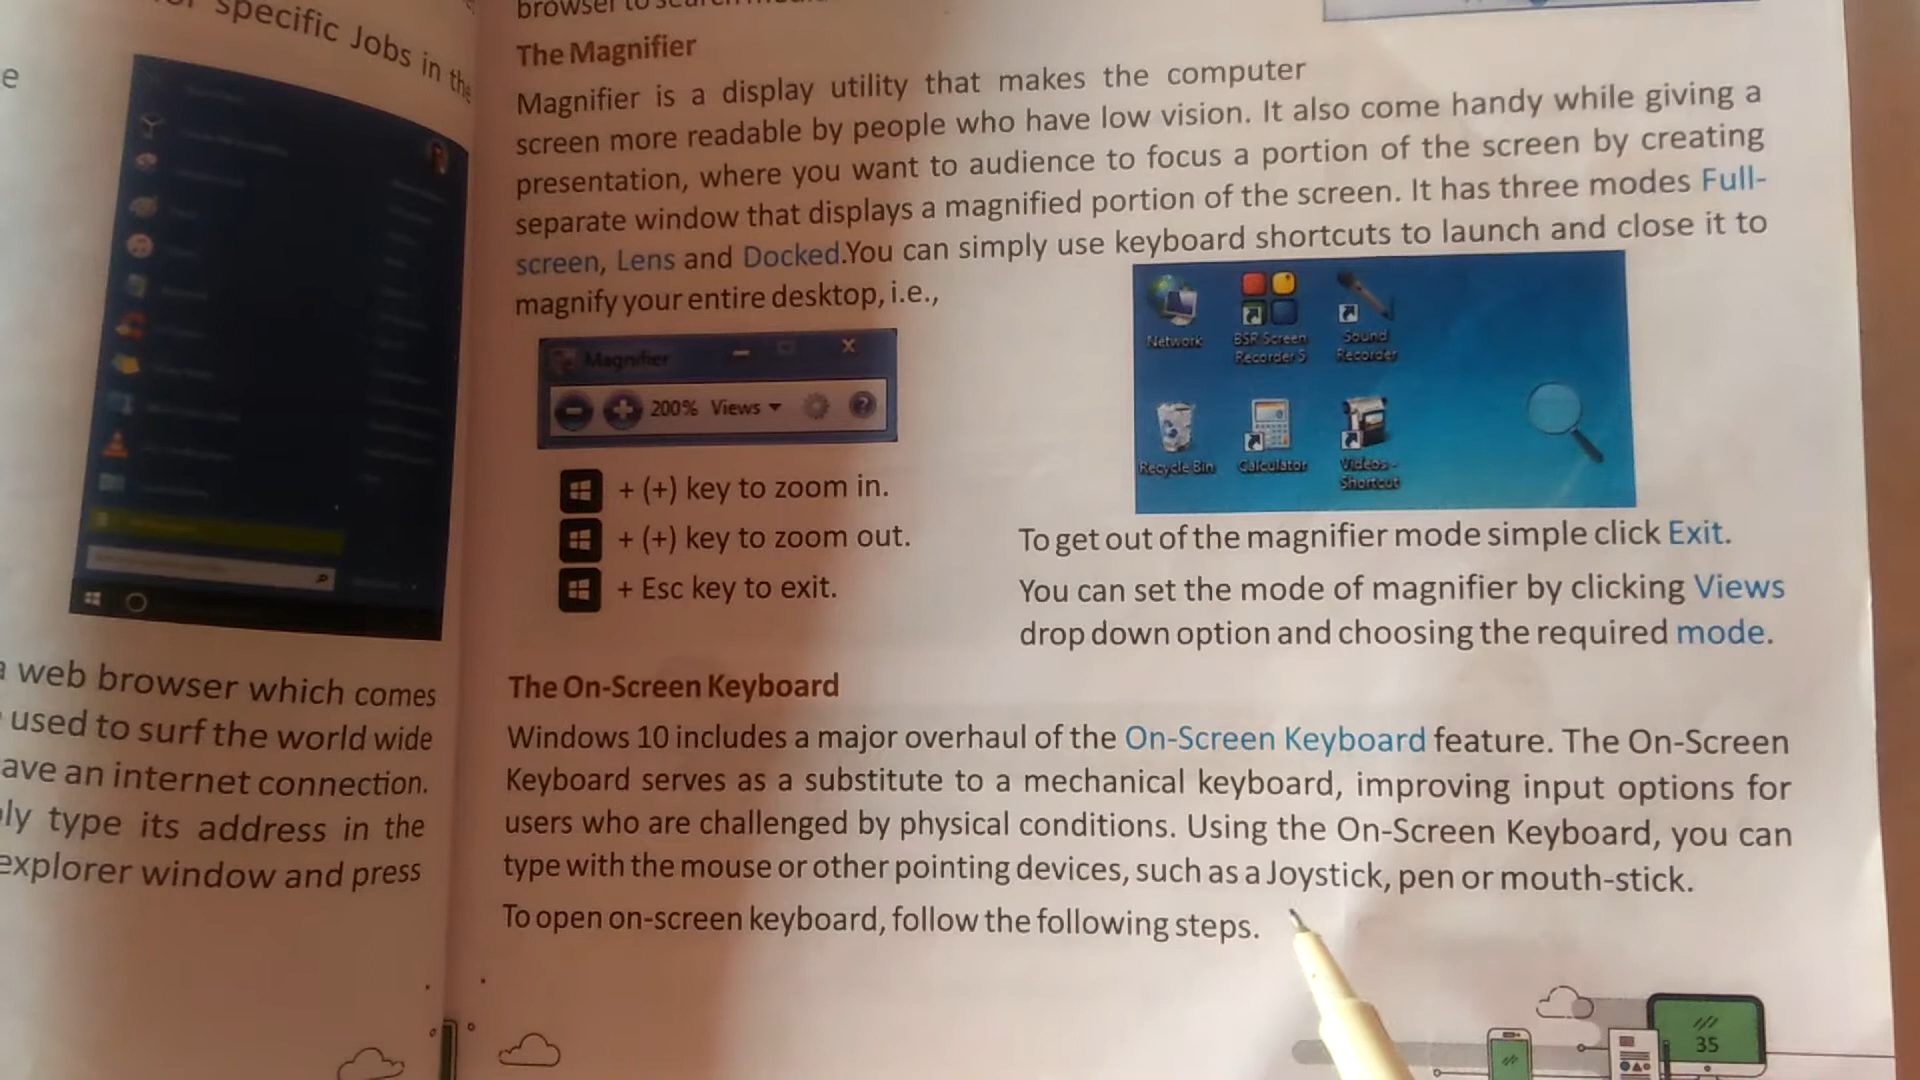 specific Jobs in the
e
a web browser which comes
used to surf the world wide
ave an internet connection.
ply type its address in the
explorer window and press
The Magnifier
Magnifier is a display utility that makes the computer
screen more readable by people who have low vision. It also come handy while giving a
presentation, where you want to audience to focus a portion of the screen by creating
separate window that displays a magnified portion of the screen. It has three modes Full-
screen, Lens and Docked.You can simply use keyboard shortcuts to launch and close it to
magnify your entire desktop, i.e.,
Magnifier
200% Views
+ (+) key to zoom in.
+ (+) key to zoom out.
+ Esc key to exit.
Network
BSR Screen
Recorder 5
Sound
Recorder
Recycle Bin
Calculator
Videos -
Shortcut
To get out of the magnifier mode simple click Exit.
You can set the mode of magnifier by clicking Views
drop down option and choosing the required mode.
The On-Screen Keyboard
Windows 10 includes a major overhaul of the On-Screen Keyboard feature. The On-Screen
Keyboard serves as a substitute to a mechanical keyboard, improving input options for
users who are challenged by physical conditions. Using the On-Screen Keyboard, you can
type with the mouse or other pointing devices, such as a Joystick, pen or mouth-stick.
To open on-screen keyboard, follow the following steps.
35